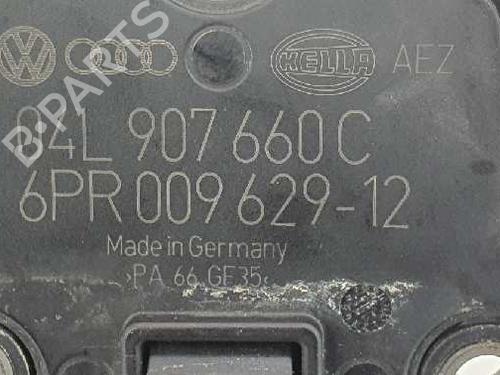 HELLA AEZ
04L 907 660 C
6PR 009 629-12
Made in Germany
>PA 66 GF35<
B-PARTS